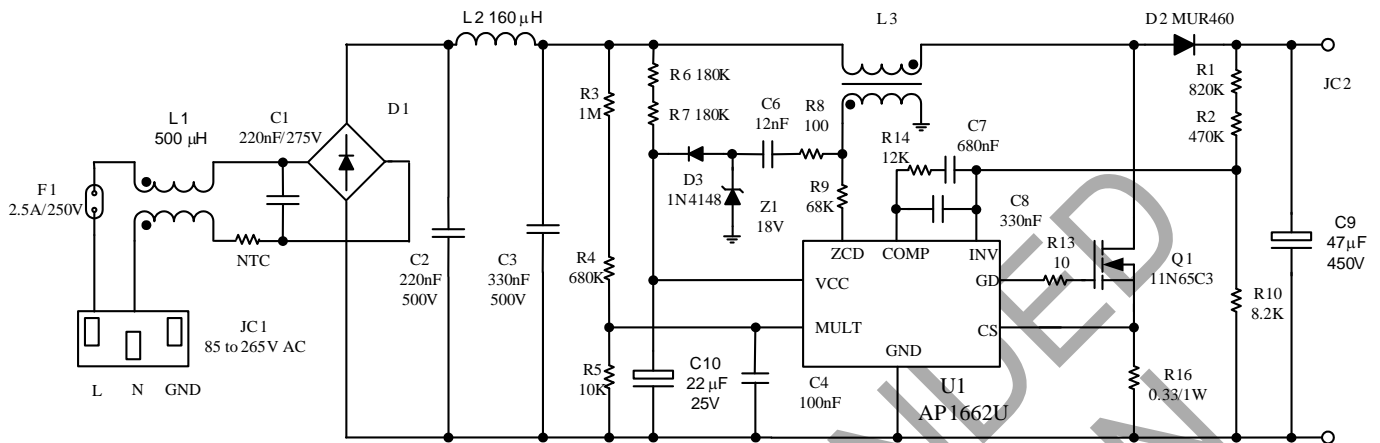 L2 160 μH
L3
D2 MUR460
L1
500 μH
C1
220nF/275V
D1
R3
1M
R6 180K
R7 180K
C6
12nF
R8
100
R14
12K
C7
680nF
R1
820K
R2
470K
JC2
F1
2.5A/250V
NTC
D3
1N4148
Z1
18V
R9
68K
C8
330nF
C2
220nF
500V
C3
330nF
500V
R4
680K
ZCD
COMP
INV
VCC
GD
MULT
CS
GND
R13
10
Q1
11N65C3
C9
47μF
450V
R10
8.2K
JC1
85 to 265V AC
L
N
GND
R5
10K
C10
22 μF
25V
C4
100nF
U1
AP1662U
R16
0.33/1W